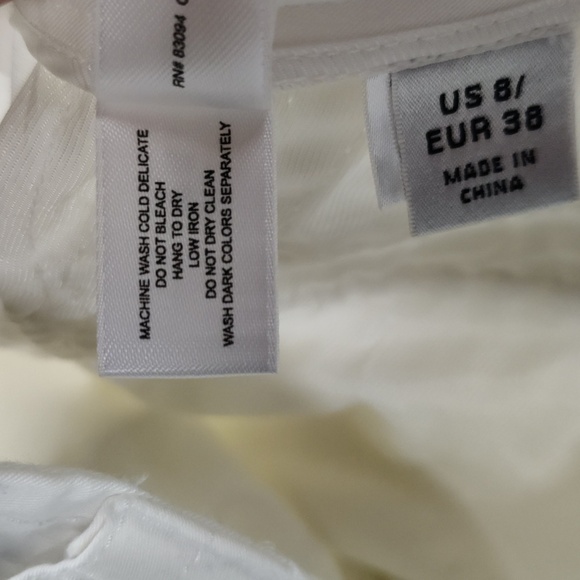 RN# 83094
MACHINE WASH COLD DELICATE
DO NOT BLEACH
HANG TO DRY
LOW IRON
DO NOT DRY CLEAN
WASH DARK COLORS SEPARATELY
US 8/
EUR 38
MADE IN
CHINA